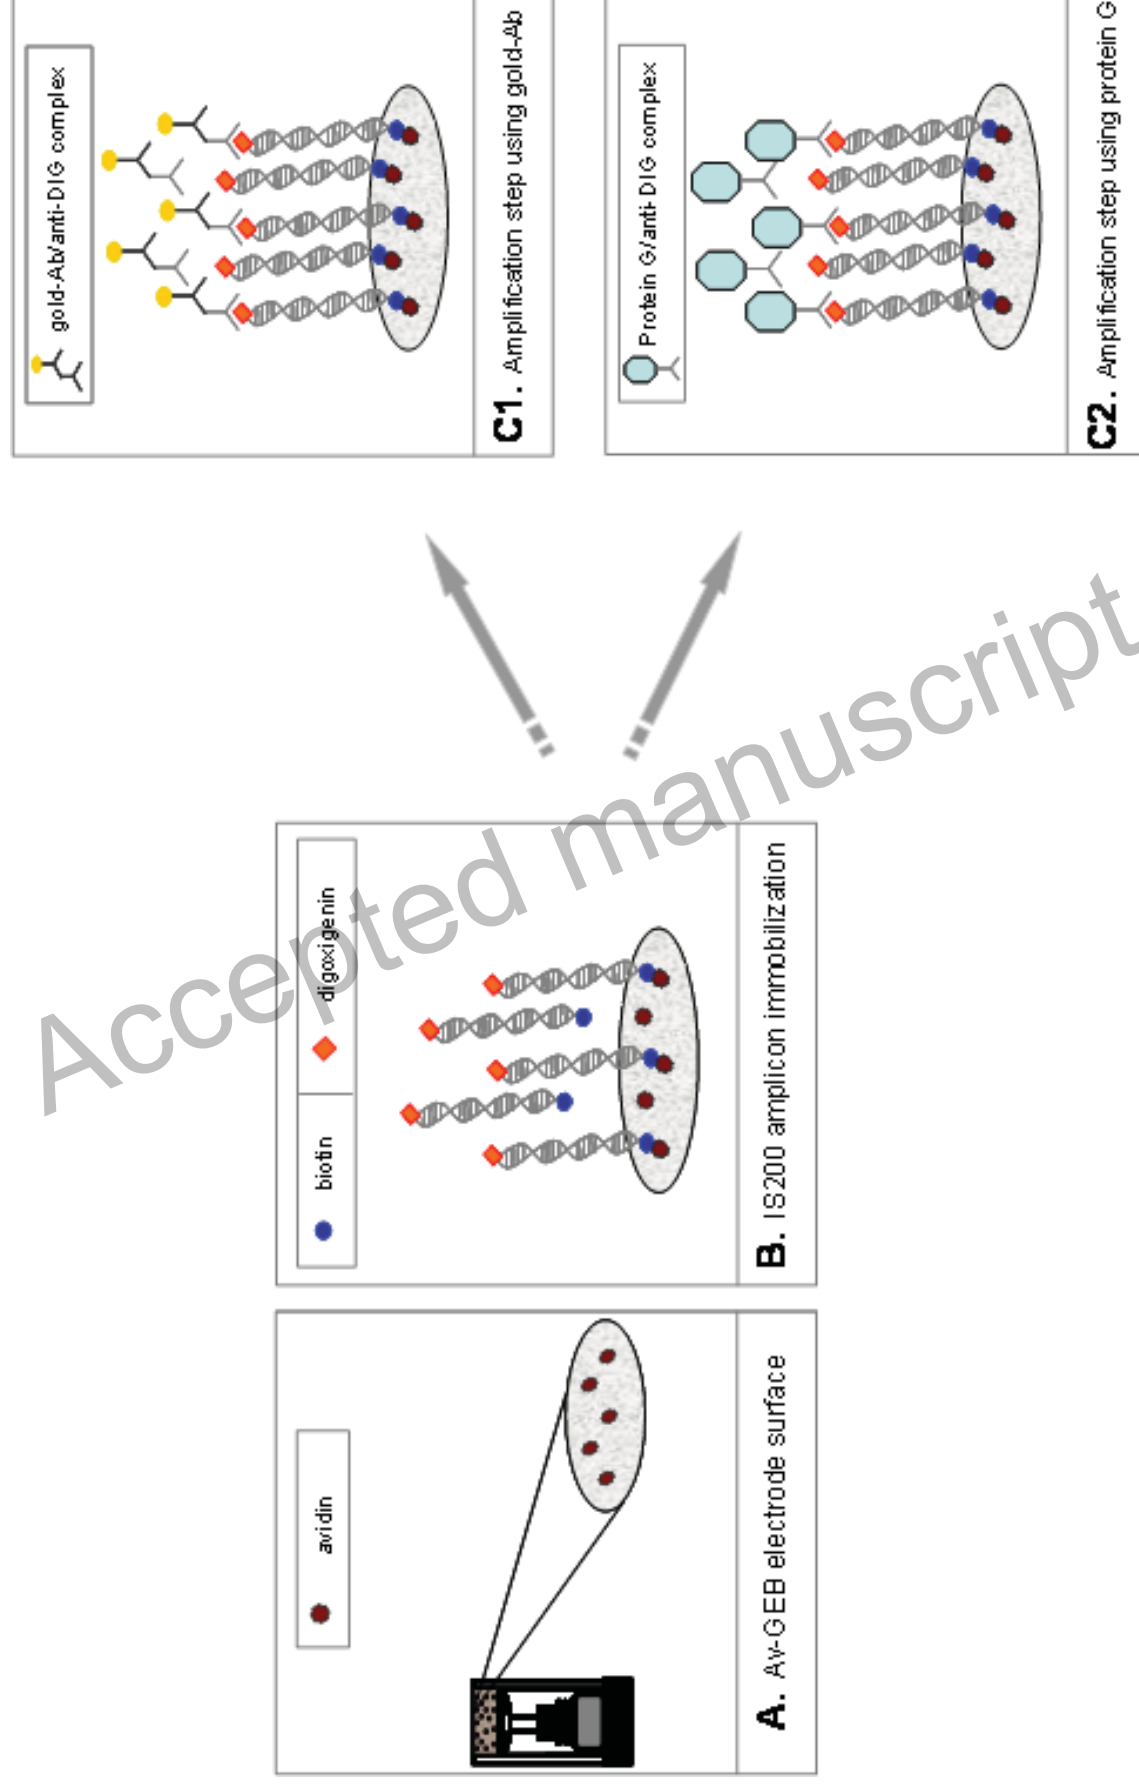 avidin
A. Av-GEB electrode surface
biotin
digoxigenin
B. IS200 amplicon immobilization
gold-Ab/anti-DIG complex
C1. Amplification step using gold-Ab
Protein G/anti- DIG complex
C2. Amplification step using protein G
Accepted manuscript